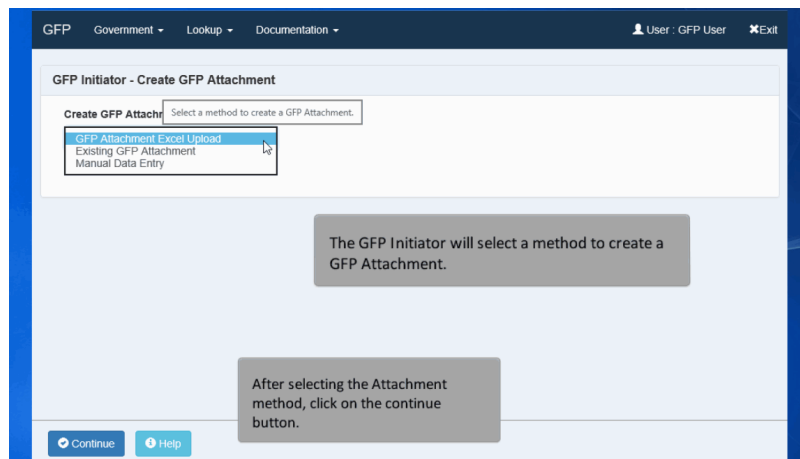 GFP Government Lookup Documentation User : GFP User Exit
GFP Initiator - Create GFP Attachment
Create GFP Attachr
Select a method to create a GFP Attachment.
GFP Attachment Excel Upload
Existing GFP Attachment
Manual Data Entry
The GFP Initiator will select a method to create a
GFP Attachment.
After selecting the Attachment
method, click on the continue
button.
Continue Help